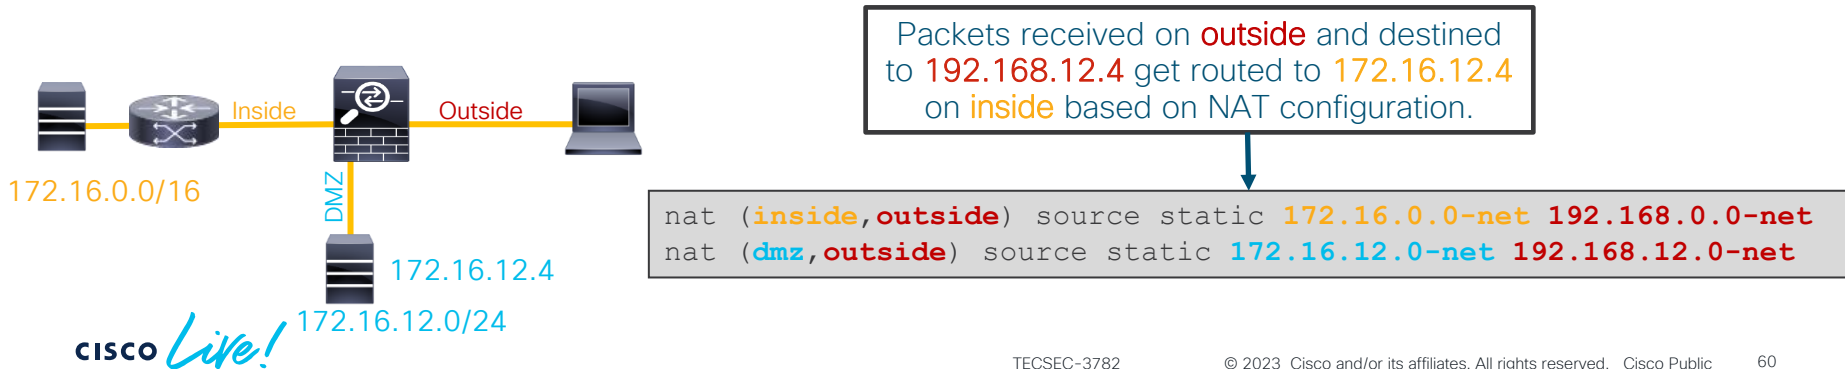 Packets received on outside and destined
to 192.168.12.4 get routed to 172.16.12.4
on inside based on NAT configuration.
Inside
Outside
172.16.0.0/16
DMZ
nat (inside,outside) source static 172.16.0.0-net 192.168.0.0-net
nat (dmz,outside) source static 172.16.12.0-net 192.168.12.0-net
172.16.12.4
172.16.12.0/24
CISCO Live!
TECSEC-3782
© 2023 Cisco and/or its affiliates. All rights reserved. Cisco Public
60